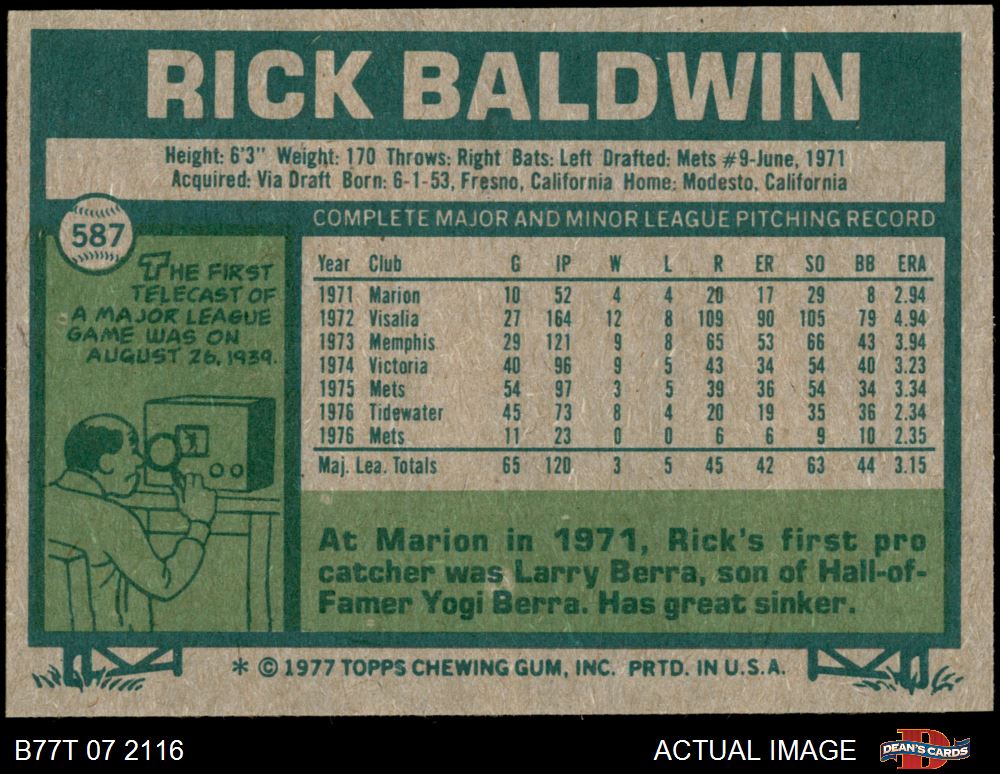 RICK BALDWIN
Height: 6'3" Weight: 170 Throws: Right Bats: Left Drafted: Mets #9-June, 1971
Acquired: Via Draft Born: 6-1-53, Fresno, California Home: Modesto, California
587
THE FIRST
TELECAST OF
A MAJOR LEAGUE
GAME WAS ON
AUGUST 26, 1939.
COMPLETE MAJOR AND MINOR LEAGUE PITCHING RECORD
Year Club G IP W L R ER SO BB ERA
1971 Marion 10 52 4 4 20 17 29 8 2.94
1972 Visalia 27 164 12 8 109 90 105 79 4.94
1973 Memphis 29 121 9 8 65 53 66 43 3.94
1974 Victoria 40 96 9 5 43 34 54 40 3.23
1975 Mets 54 97 3 5 39 36 54 34 3.34
1976 Tidewater 45 73 8 4 20 19 35 36 2.34
1976 Mets 11 23 0 0 6 6 9 10 2.35
Maj. Lea. Totals 65 120 3 5 45 42 63 44 3.15
At Marion in 1971, Rick's first pro
catcher was Larry Berra, son of Hall-of-
Famer Yogi Berra. Has great sinker.
* © 1977 TOPPS CHEWING GUM, INC. PRTD. IN U.S.A.
B77T 07 2116
ACTUAL IMAGE
DEAN'S CARDS